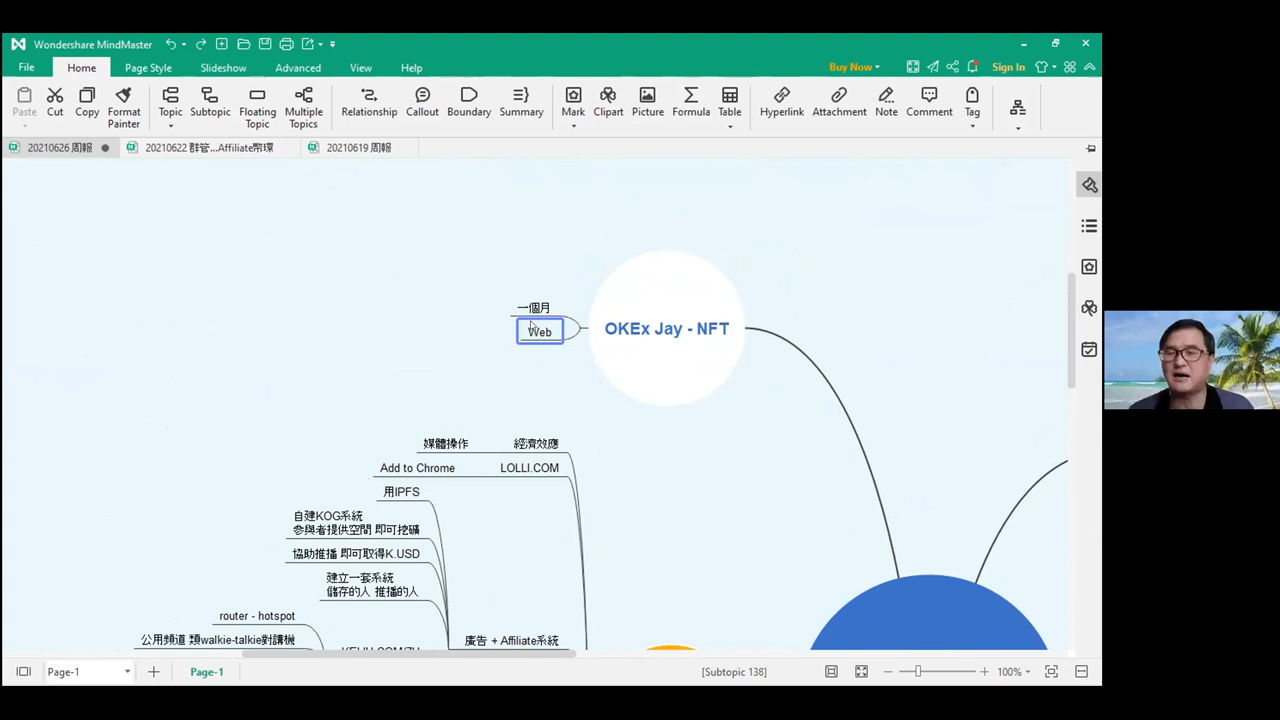 Wondershare MindMaster
File Home Page Style Slideshow Advanced View Help
Buy Now
Sign In
Paste Cut Copy Format Painter Topic Subtopic Floating Topic Multiple Topics Relationship Callout Boundary Summary Mark Clipart Picture Formula Table Hyperlink Attachment Note Comment Tag
20210626 周報 20210622 群管...Affiliate幣環 20210619 周報
一個月
Web
OKEx Jay - NFT
媒體操作 經濟效應
Add to Chrome LOLLI.COM
用IPFS
自建KOG系統
參與者提供空間 即可挖礦
協助推播 即可取得K.USD
建立一套系統
儲存的人 推播的人
router - hotspot
公用頻道 類walkie-talkie對講機
廣告 + Affiliate系統
Page-1 Page-1 [Subtopic 138] 100%